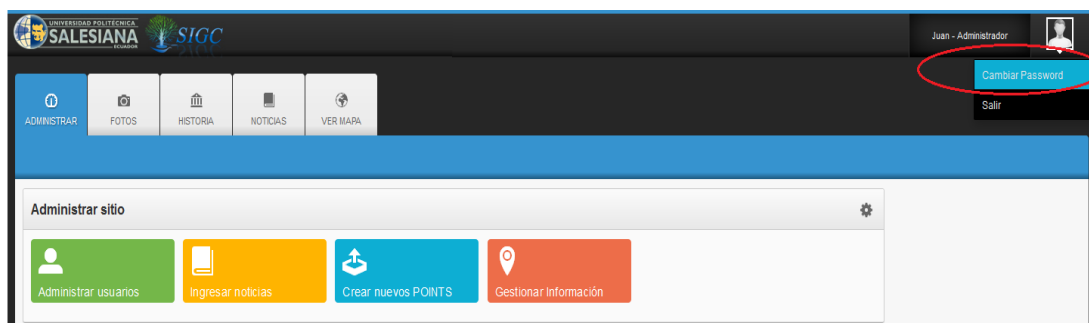 UNIVERSIDAD POLITÉCNICA
SALESIANA
ECUADOR
SIGC
Juan - Administrador
Cambiar Password
Salir
ADMINISTRAR
FOTOS
HISTORIA
NOTICIAS
VER MAPA
Administrar sitio
Administrar usuarios
Ingresar noticias
Crear nuevos POINTS
Gestionar Información